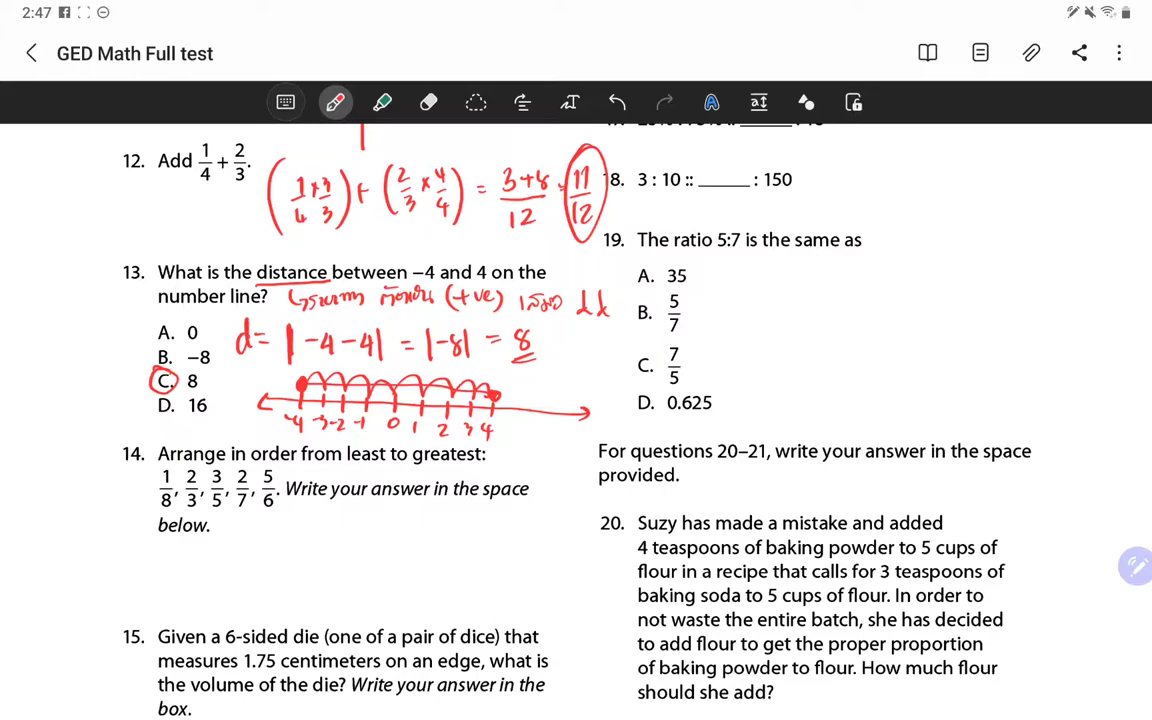 2:47
GED Math Full test
12. Add 1/4 + 2/3.
(1/4 × 3/3) + (2/3 × 4/4) = 3+8/12 = 11/12
13. What is the distance between −4 and 4 on the
number line?
(+ve)
A. 0
B. −8
C. 8
D. 16
d = |-4-4| = |-8| = 8
-4 -3 -2 -1 0 1 2 3 4
14. Arrange in order from least to greatest:
1/8, 2/3, 3/5, 2/7, 5/6. Write your answer in the space
below.
15. Given a 6-sided die (one of a pair of dice) that
measures 1.75 centimeters on an edge, what is
the volume of the die? Write your answer in the
box.
18. 3 : 10 :: ______ : 150
19. The ratio 5:7 is the same as
A. 35
B. 5/7
C. 7/5
D. 0.625
For questions 20–21, write your answer in the space
provided.
20. Suzy has made a mistake and added
4 teaspoons of baking powder to 5 cups of
flour in a recipe that calls for 3 teaspoons of
baking soda to 5 cups of flour. In order to
not waste the entire batch, she has decided
to add flour to get the proper proportion
of baking powder to flour. How much flour
should she add?